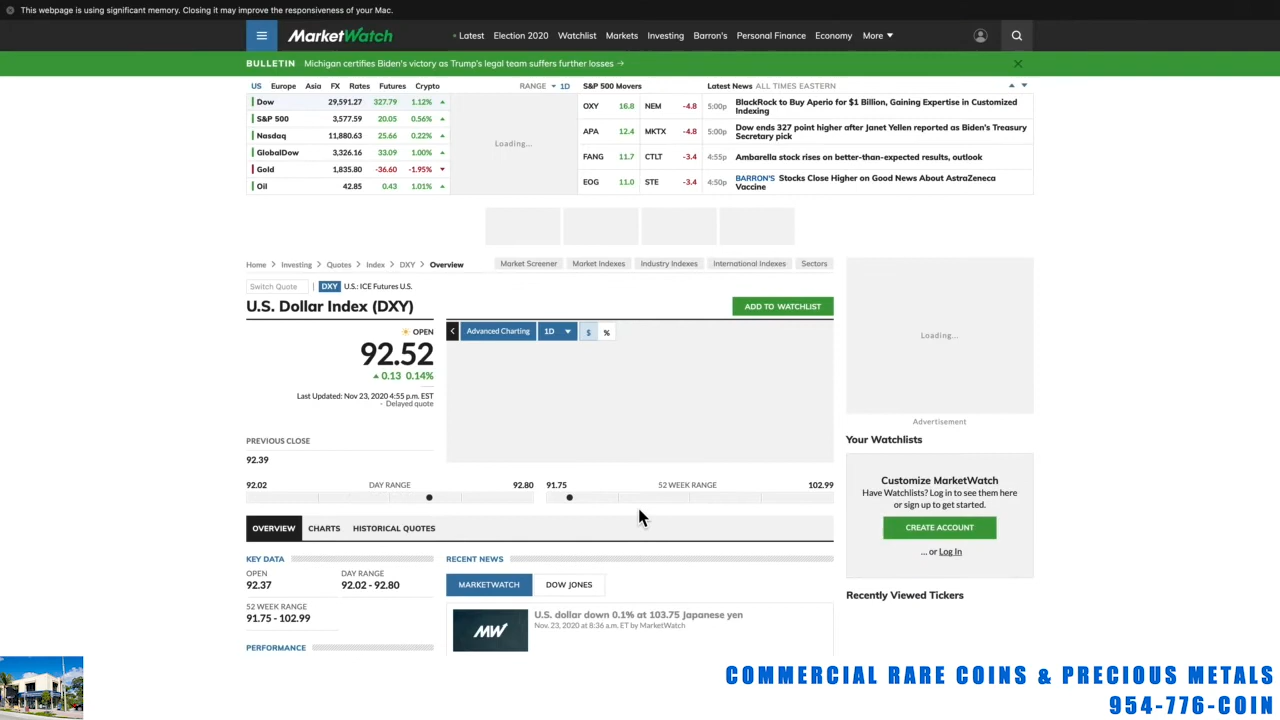 This webpage is using significant memory. Closing it may improve the responsiveness of your Mac.
MarketWatch
Latest Election 2020 Watchlist Markets Investing Barron's Personal Finance Economy More
BULLETIN Michigan certifies Biden's victory as Trump's legal team suffers further losses →
US Europe Asia FX Rates Futures Crypto RANGE 1D
Dow 29,591.27 327.79 1.12%
S&P 500 3,577.59 20.05 0.56%
Nasdaq 11,880.63 25.66 0.22%
GlobalDow 3,326.16 33.09 1.00%
Gold 1,835.80 -36.60 -1.95%
Oil 42.85 0.43 1.01%
Loading...
S&P 500 Movers
OXY 16.8 NEM -4.8
APA 12.4 MKTX -4.8
FANG 11.7 CTLT -3.4
EOG 11.0 STE -3.4
Latest News ALL TIMES EASTERN
5:00p BlackRock to Buy Aperio for $1 Billion, Gaining Expertise in Customized
Indexing
5:00p Dow ends 327 point higher after Janet Yellen reported as Biden's Treasury
Secretary pick
4:55p Ambarella stock rises on better-than-expected results, outlook
4:50p BARRON'S Stocks Close Higher on Good News About AstraZeneca
Vaccine
Home > Investing > Quotes > Index > DXY > Overview
Market Screener Market Indexes Industry Indexes International Indexes Sectors
Switch Quote | DXY U.S.: ICE Futures U.S.
U.S. Dollar Index (DXY)
ADD TO WATCHLIST
OPEN
92.52
0.13 0.14%
Last Updated: Nov 23, 2020 4:55 p.m. EST
- Delayed quote
PREVIOUS CLOSE
92.39
< Advanced Charting 1D $ %
92.02 DAY RANGE 92.80
91.75 52 WEEK RANGE 102.99
OVERVIEW CHARTS HISTORICAL QUOTES
KEY DATA
OPEN DAY RANGE
92.37 92.02 - 92.80
52 WEEK RANGE
91.75 - 102.99
PERFORMANCE
RECENT NEWS
MARKETWATCH DOW JONES
MW
U.S. dollar down 0.1% at 103.75 Japanese yen
Nov. 23, 2020 at 8:36 a.m. ET by MarketWatch
Loading...
Advertisement
Your Watchlists
Customize MarketWatch
Have Watchlists? Log in to see them here
or sign up to get started.
CREATE ACCOUNT
... or Log In
Recently Viewed Tickers
COMMERCIAL RARE COINS & PRECIOUS METALS
954-776-COIN